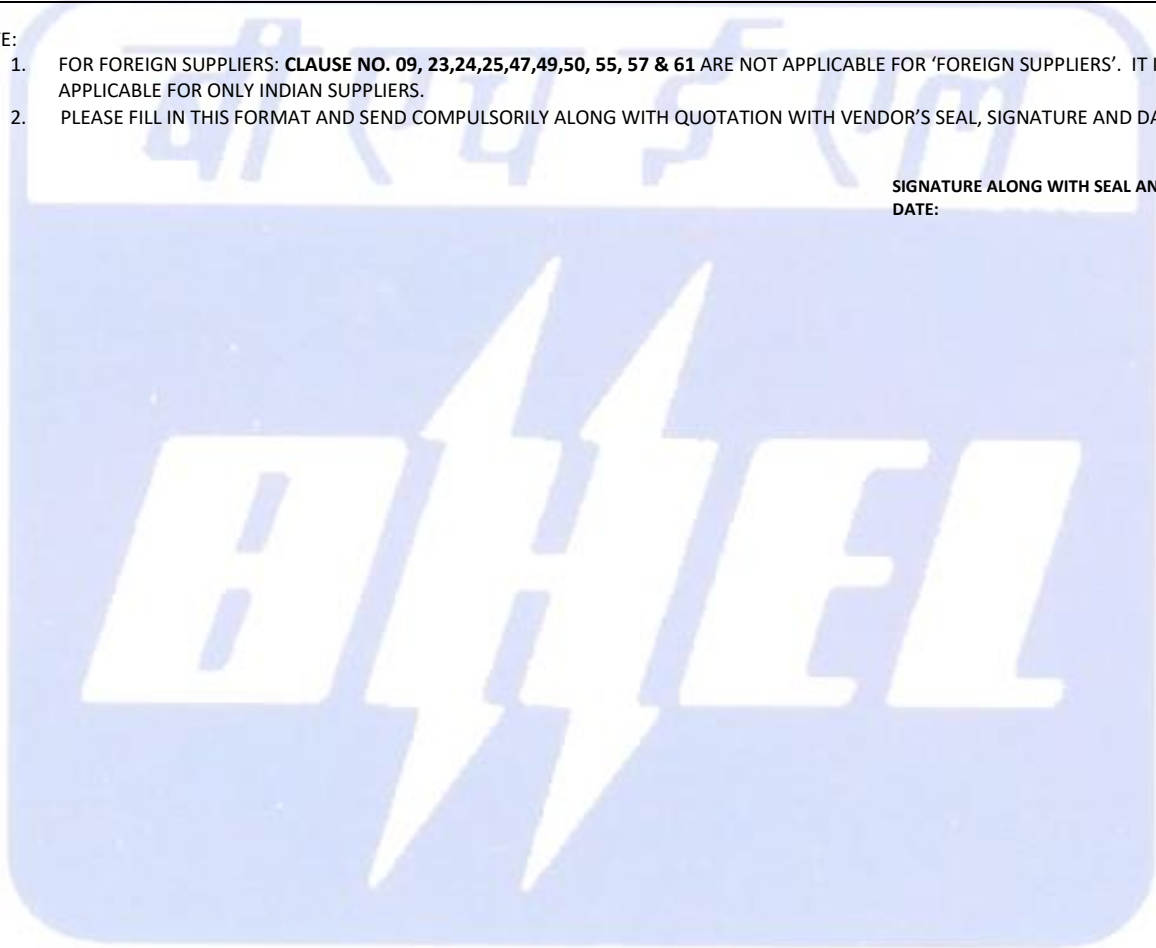 E:
1. FOR FOREIGN SUPPLIERS: CLAUSE NO. 09, 23,24,25,47,49,50, 55, 57 & 61 ARE NOT APPLICABLE FOR ‘FOREIGN SUPPLIERS’. IT I
APPLICABLE FOR ONLY INDIAN SUPPLIERS.
2. PLEASE FILL IN THIS FORMAT AND SEND COMPULSORILY ALONG WITH QUOTATION WITH VENDOR’S SEAL, SIGNATURE AND DA
बी एच ई एल
SIGNATURE ALONG WITH SEAL AN
DATE:
BHEL